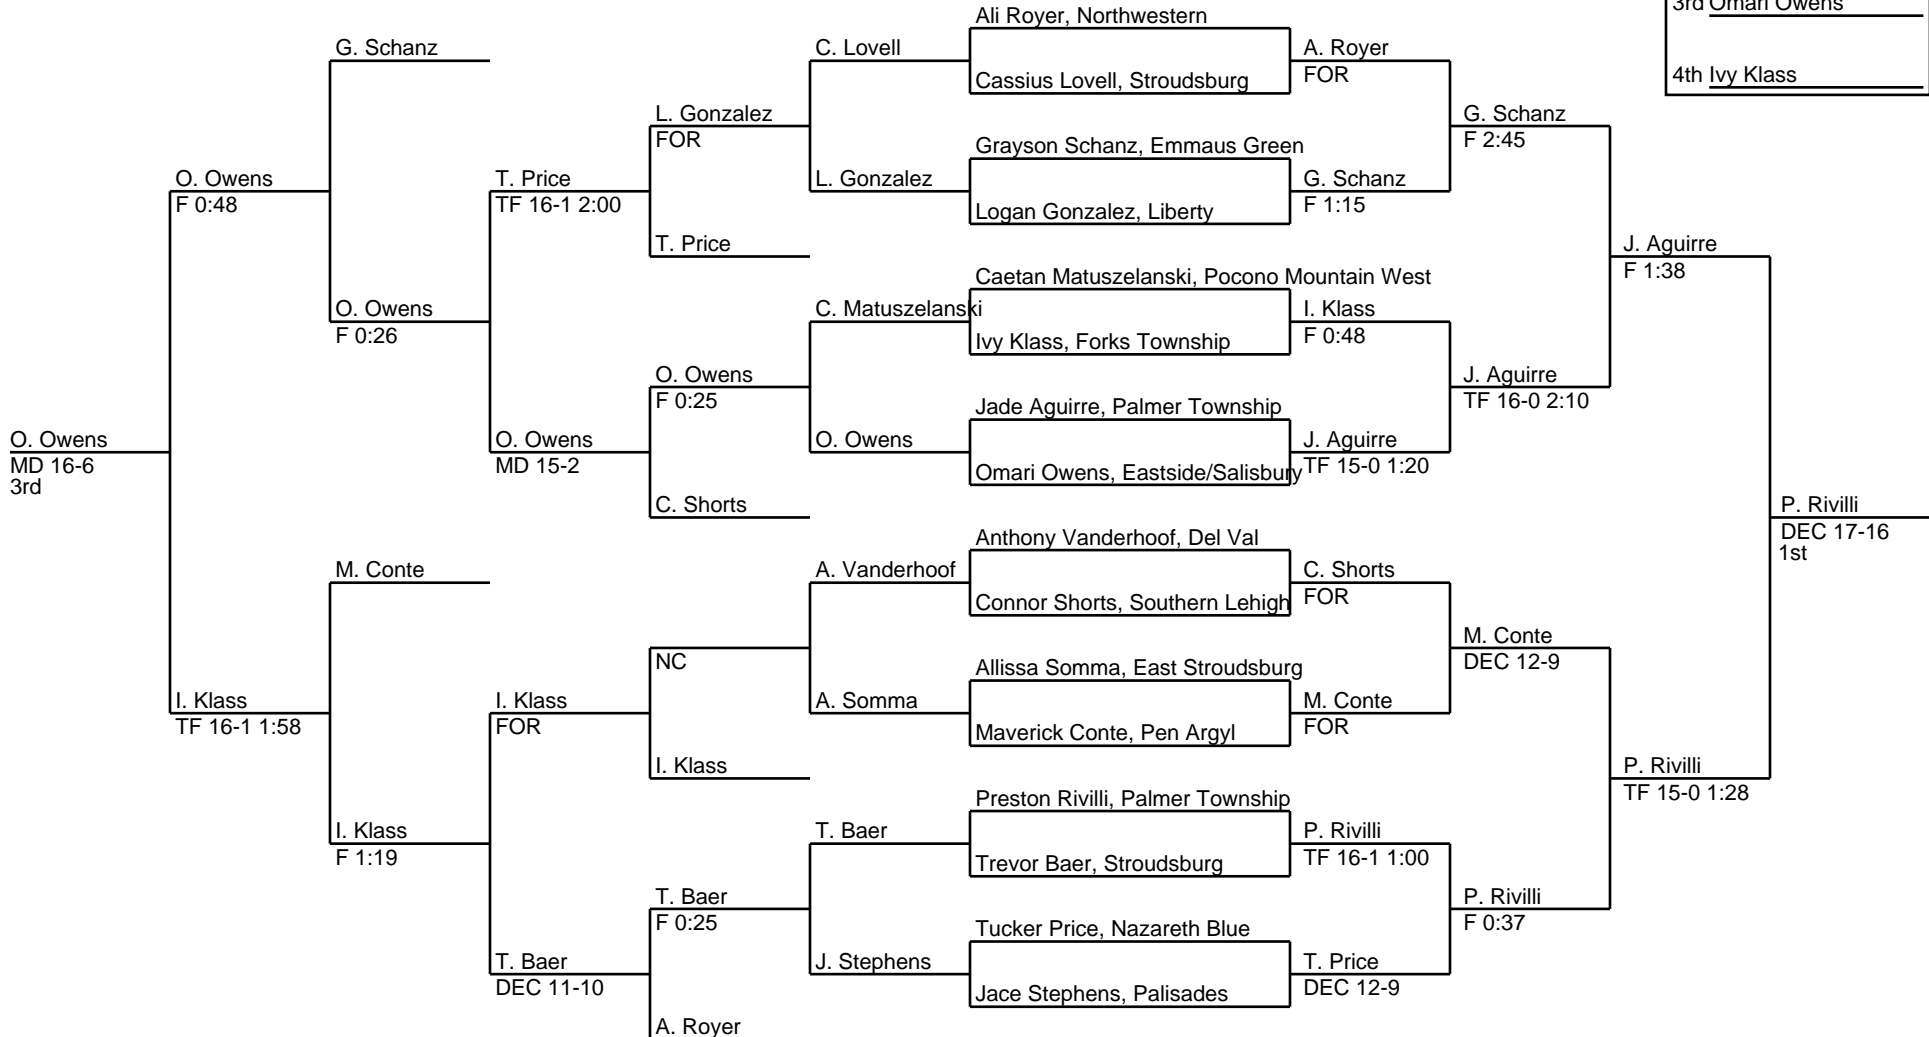 3rd Omari Owens
4th Ivy Klass
O. Owens
MD 16-6
3rd
O. Owens
F 0:48
I. Klass
TF 16-1 1:58
G. Schanz
O. Owens
F 0:26
M. Conte
I. Klass
F 1:19
T. Price
TF 16-1 2:00
O. Owens
MD 15-2
I. Klass
FOR
T. Baer
DEC 11-10
L. Gonzalez
FOR
T. Price
O. Owens
F 0:25
C. Shorts
NC
I. Klass
T. Baer
F 0:25
A. Royer
C. Lovell
L. Gonzalez
C. Matuszelanski
O. Owens
A. Vanderhoof
A. Somma
T. Baer
J. Stephens
Ali Royer, Northwestern
Cassius Lovell, Stroudsburg
Grayson Schanz, Emmaus Green
Logan Gonzalez, Liberty
Caetan Matuszelanski, Pocono Mountain West
Ivy Klass, Forks Township
Jade Aguirre, Palmer Township
Omari Owens, Eastside/Salisbury
Anthony Vanderhoof, Del Val
Connor Shorts, Southern Lehigh
Allissa Somma, East Stroudsburg
Maverick Conte, Pen Argyl
Preston Rivilli, Palmer Township
Trevor Baer, Stroudsburg
Tucker Price, Nazareth Blue
Jace Stephens, Palisades
A. Royer
FOR
G. Schanz
F 1:15
I. Klass
F 0:48
J. Aguirre
TF 15-0 1:20
C. Shorts
FOR
M. Conte
FOR
P. Rivilli
TF 16-1 1:00
T. Price
DEC 12-9
G. Schanz
F 2:45
J. Aguirre
TF 16-0 2:10
M. Conte
DEC 12-9
P. Rivilli
F 0:37
J. Aguirre
F 1:38
P. Rivilli
TF 15-0 1:28
P. Rivilli
DEC 17-16
1st